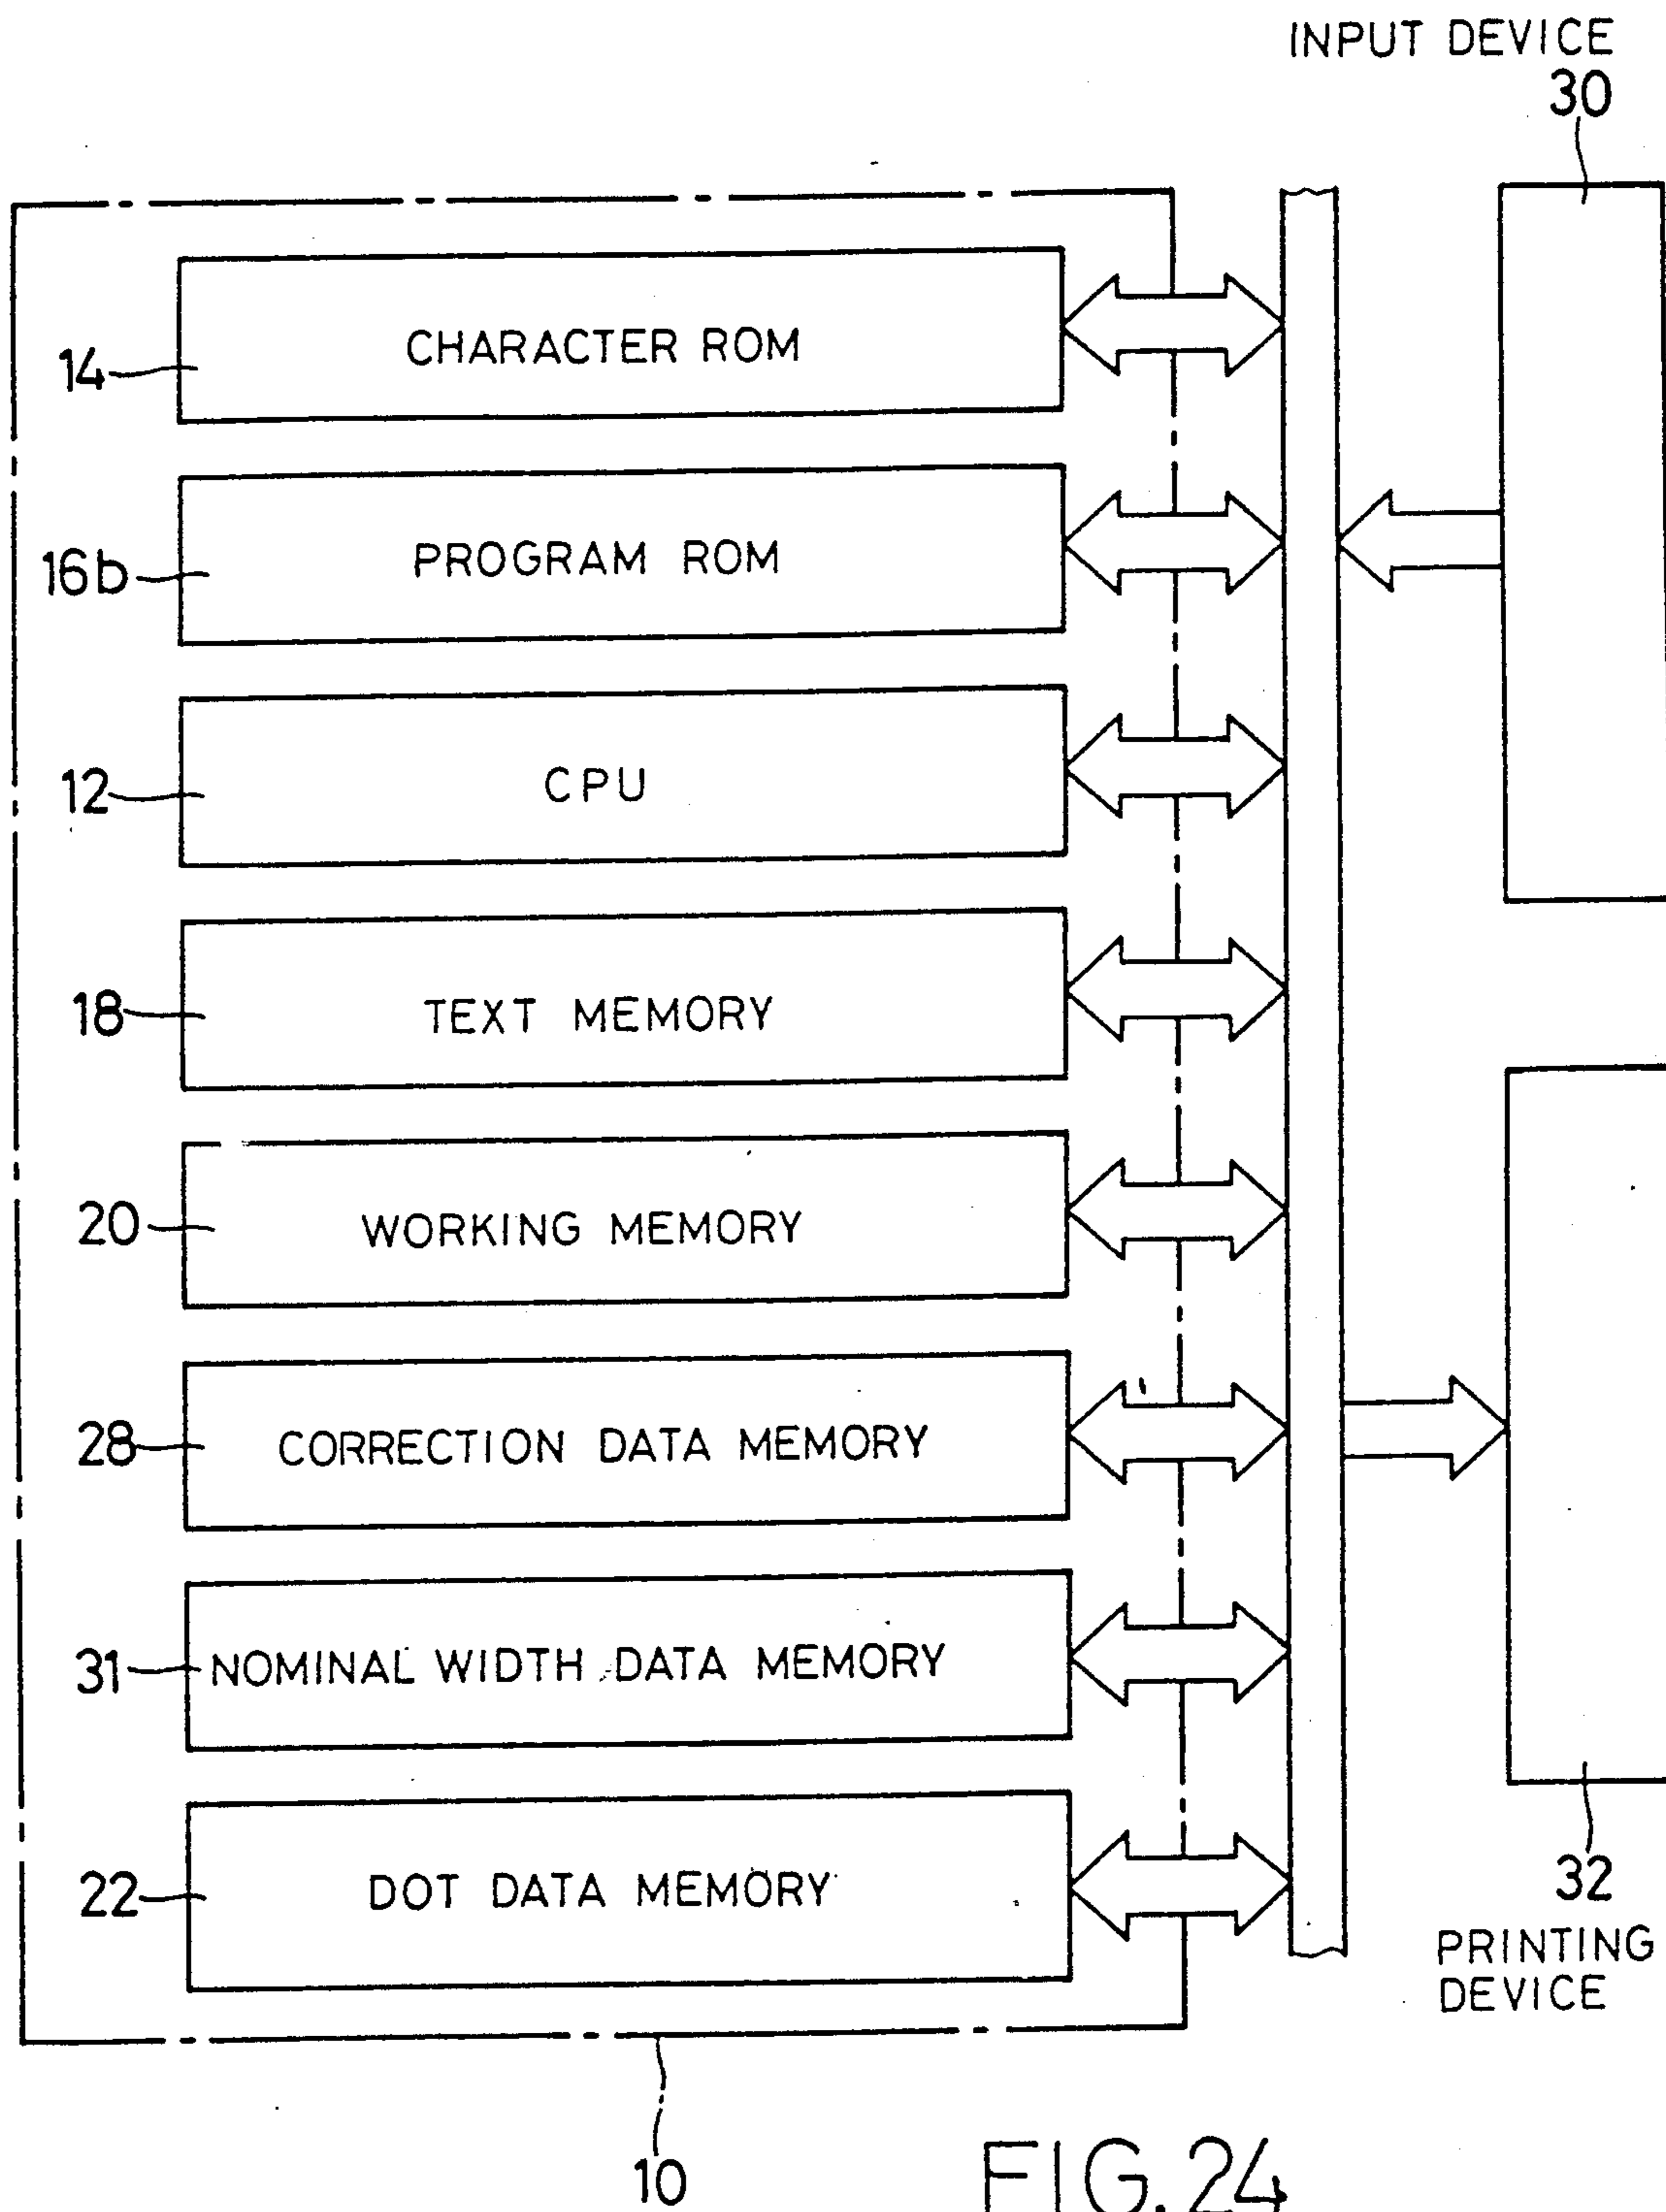 INPUT DEVICE
30
14
CHARACTER ROM
16b
PROGRAM ROM
12
CPU
18
TEXT MEMORY
20
WORKING MEMORY
28
CORRECTION DATA MEMORY
31
NOMINAL WIDTH DATA MEMORY
22
DOT DATA MEMORY
32
PRINTING
DEVICE
10
FIG. 24